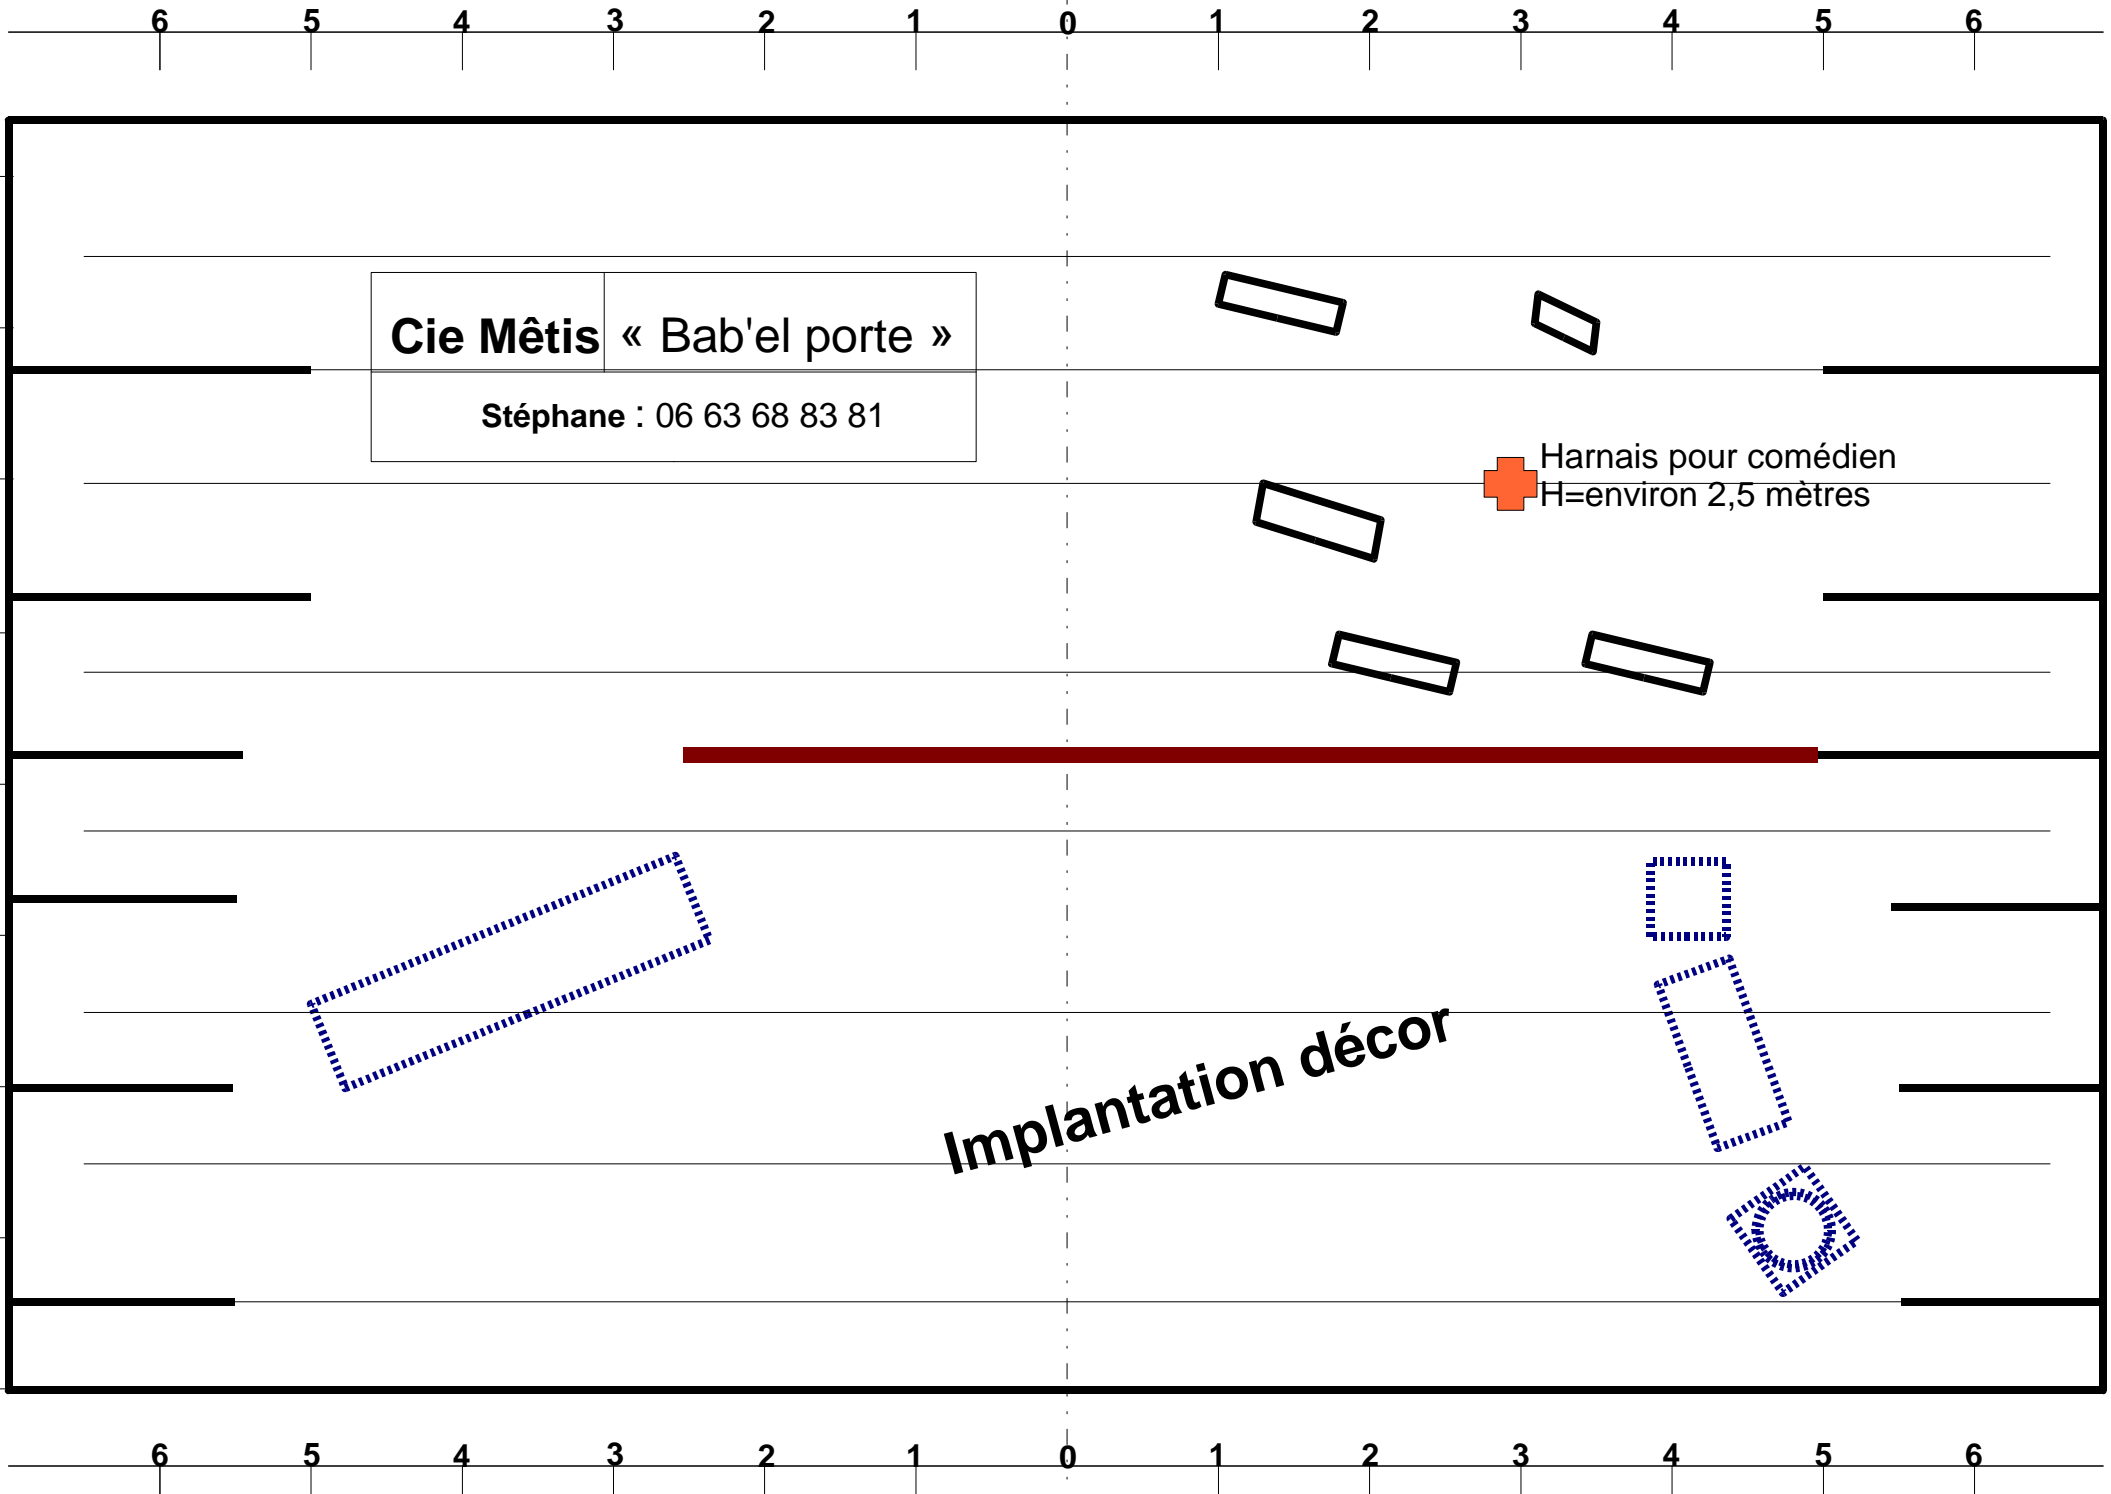 6 5 4 3 2 1 0 1 2 3 4 5 6
Cie Mêtis « Bab'el porte »
Stéphane : 06 63 68 83 81
Harnais pour comédien
H=environ 2,5 mètres
Implantation décor
6 5 4 3 2 1 0 1 2 3 4 5 6